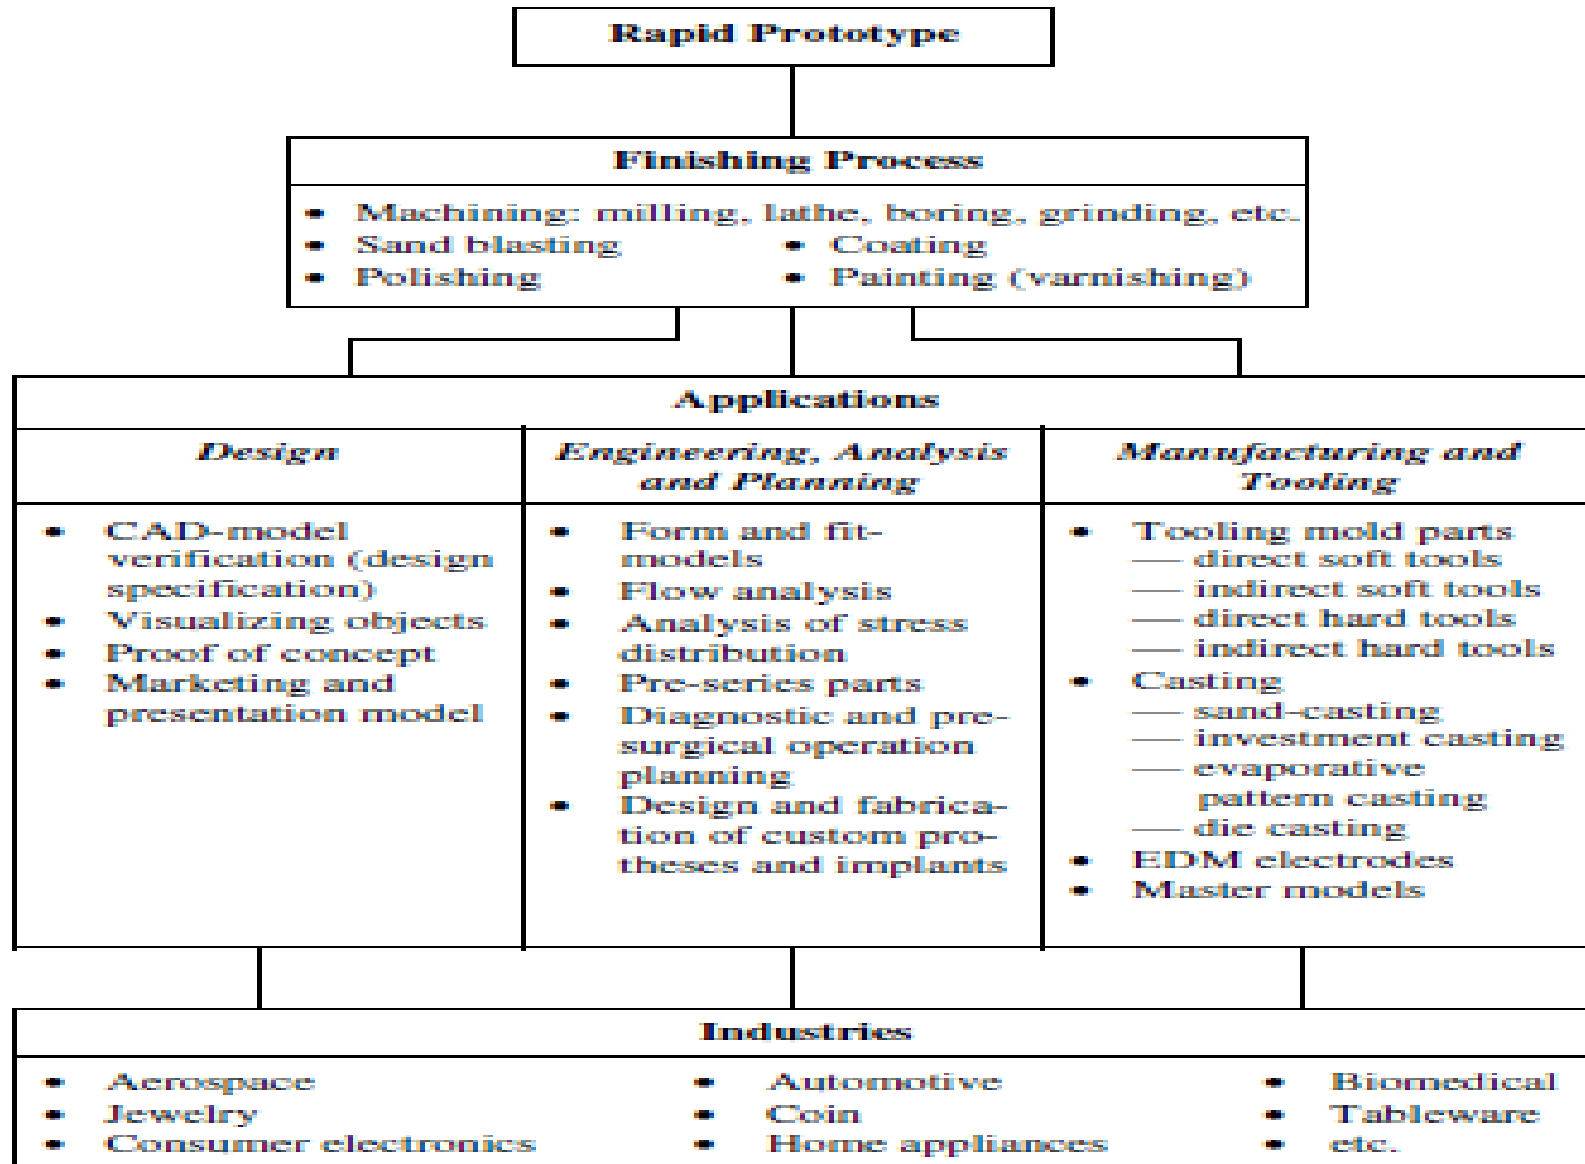 Rapid Prototype
Finishing Process
• Machining: milling, lathe, boring, grinding, etc.
• Sand blasting • Coating
• Polishing • Painting (varnishing)
Applications
Design
• CAD-model
verification (design
specification)
• Visualizing objects
• Proof of concept
• Marketing and
presentation model
Engineering, Analysis
and Planning
• Form and fit-
models
• Flow analysis
• Analysis of stress
distribution
• Pre-series parts
• Diagnostic and pre-
surgical operation
planning
• Design and fabrica-
tion of custom pro-
theses and implants
Manufacturing and
Tooling
• Tooling mold parts
— direct soft tools
— indirect soft tools
— direct hard tools
— indirect hard tools
• Casting
— sand-casting
— investment casting
— evaporative
pattern casting
— die casting
• EDM electrodes
• Master models
Industries
• Aerospace • Automotive • Biomedical
• Jewelry • Coin • Tableware
• Consumer electronics • Home appliances • etc.